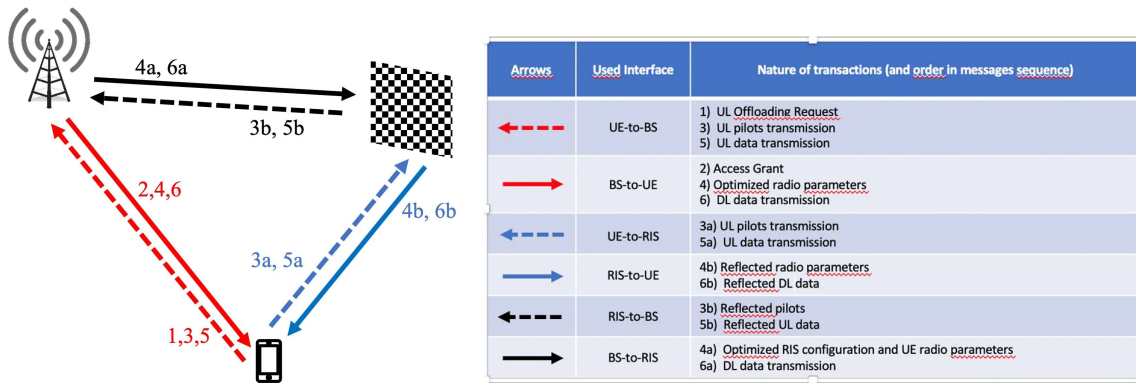 4a, 6a
3b, 5b
2,4,6
4b, 6b
3a, 5a
1,3,5
Arrows Used Interface Nature of transactions (and order in messages sequence)
UE-to-BS
1) UL Offloading Request
3) UL pilots transmission
5) UL data transmission
BS-to-UE
2) Access Grant
4) Optimized radio parameters
6) DL data transmission
UE-to-RIS
3a) UL pilots transmission
5a) UL data transmission
RIS-to-UE
4b) Reflected radio parameters
6b) Reflected DL data
RIS-to-BS
3b) Reflected pilots
5b) Reflected UL data
BS-to-RIS
4a) Optimized RIS configuration and UE radio parameters
6a) DL data transmission